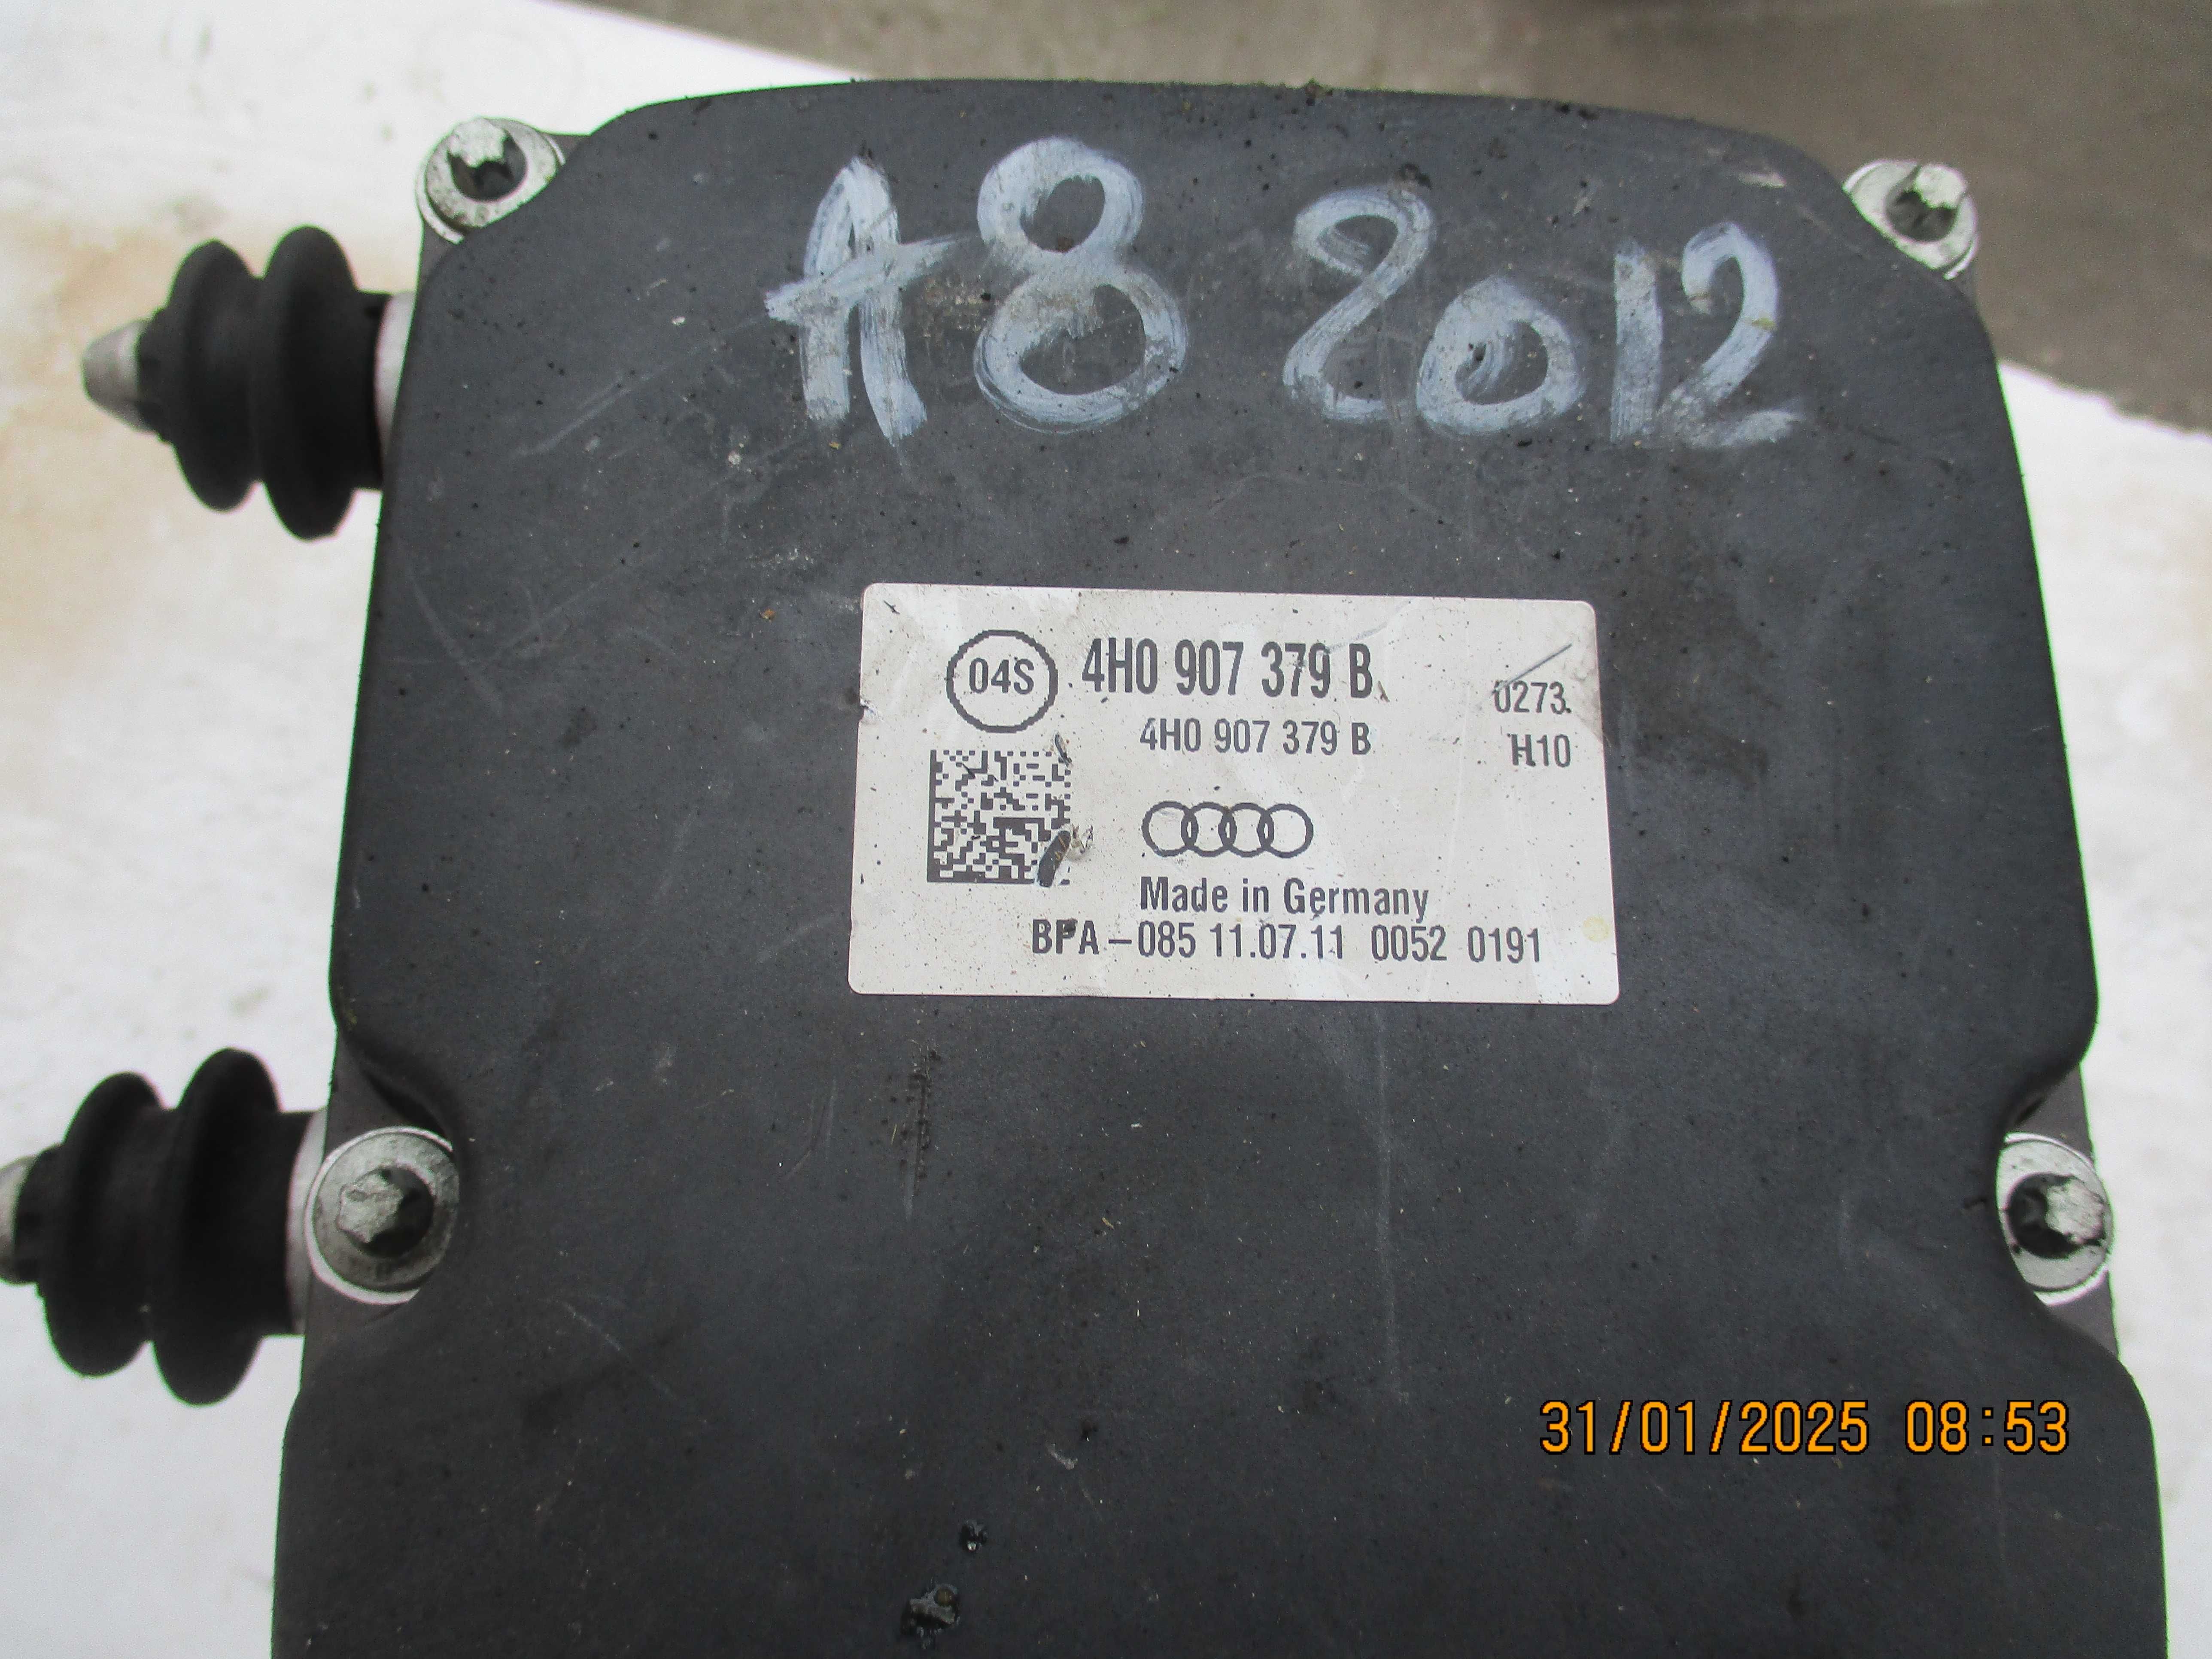 A8 2012
04S 4H0 907 379 B 0273
4H0 907 379 B H10
Made in Germany
BPA-085 11.07.11 0052 0191
31/01/2025 08:53